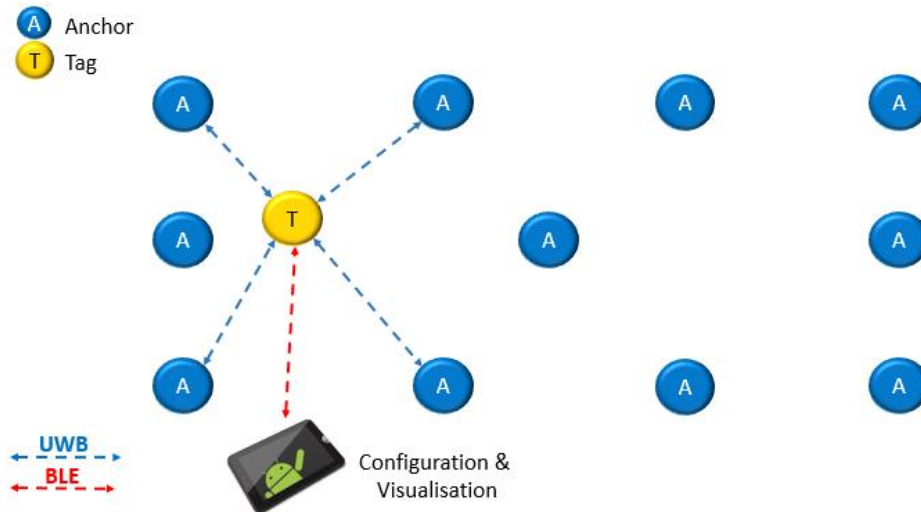 A Anchor
T Tag
A A A A
T
A A A
A A A A
UWB
BLE
Configuration &
Visualisation